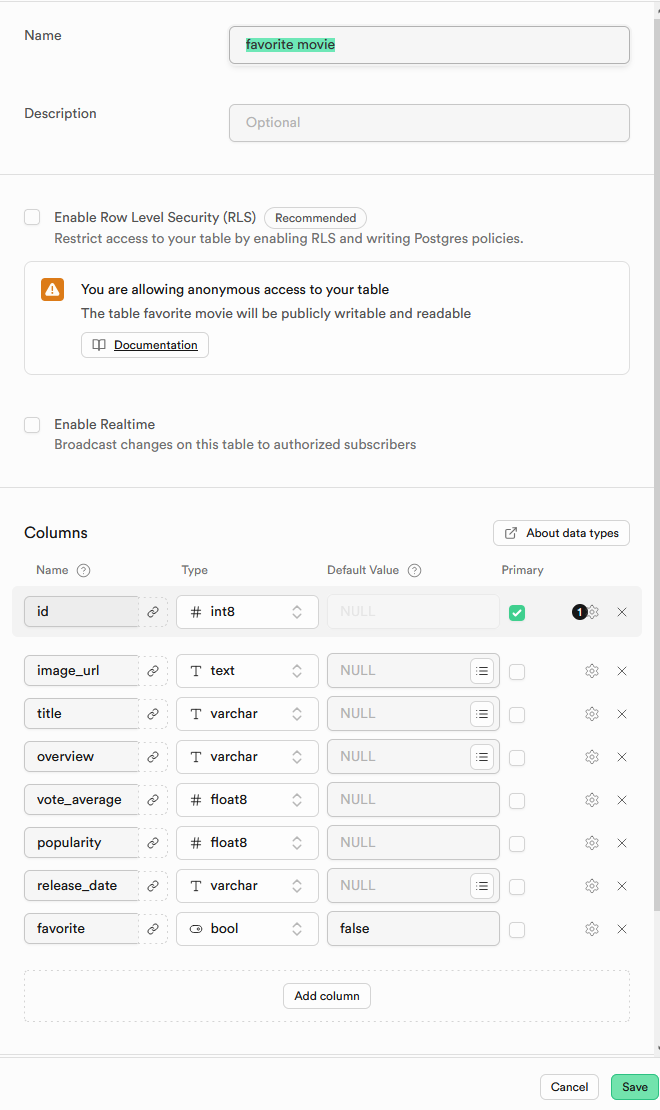 Name
favorite movie
Description
Optional
Enable Row Level Security (RLS) Recommended
Restrict access to your table by enabling RLS and writing Postgres policies.
You are allowing anonymous access to your table
The table favorite movie will be publicly writable and readable
Documentation
Enable Realtime
Broadcast changes on this table to authorized subscribers
Columns About data types
Name ? Type Default Value ? Primary
id # int8 NULL 1
image_url T text NULL
title T varchar NULL
overview T varchar NULL
vote_average # float8 NULL
popularity # float8 NULL
release_date T varchar NULL
favorite bool false
Add column
Cancel Save